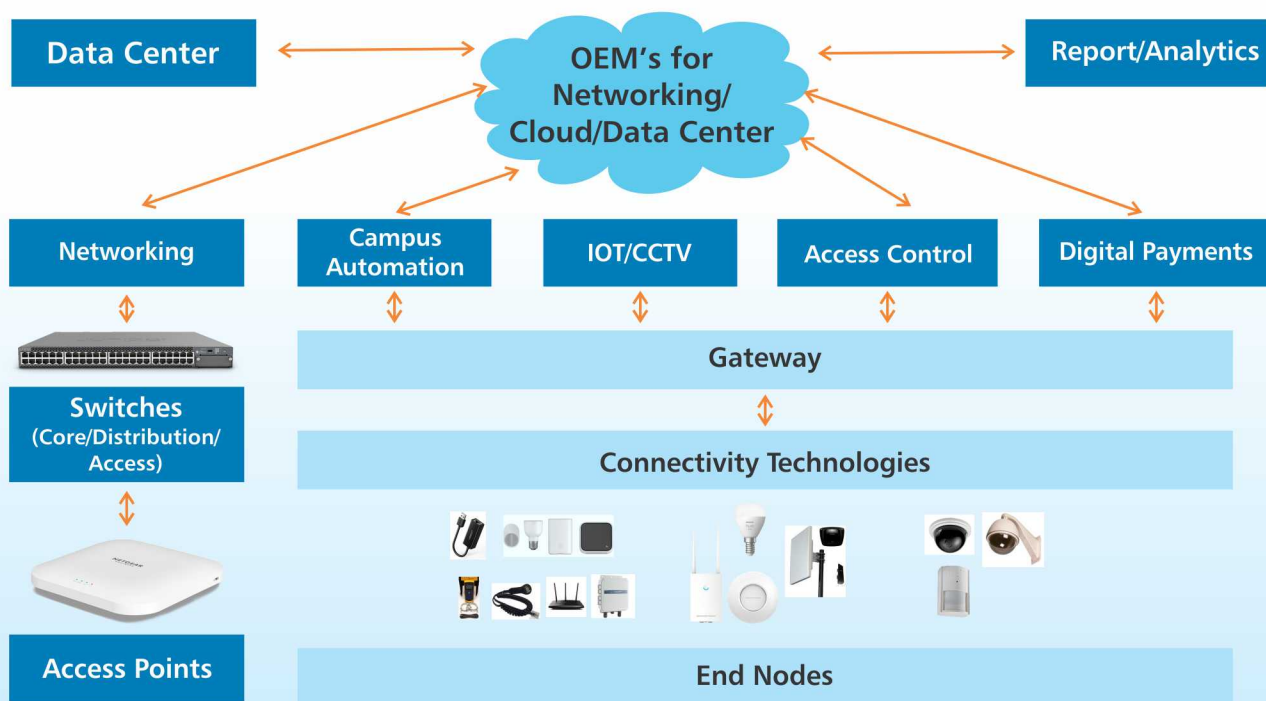 Data Center
OEM's for
Networking/
Cloud/Data Center
Report/Analytics
Networking
Campus
Automation
IOT/CCTV
Access Control
Digital Payments
Gateway
Switches
(Core/Distribution/
Access)
Connectivity Technologies
NETGEAR
Access Points
End Nodes